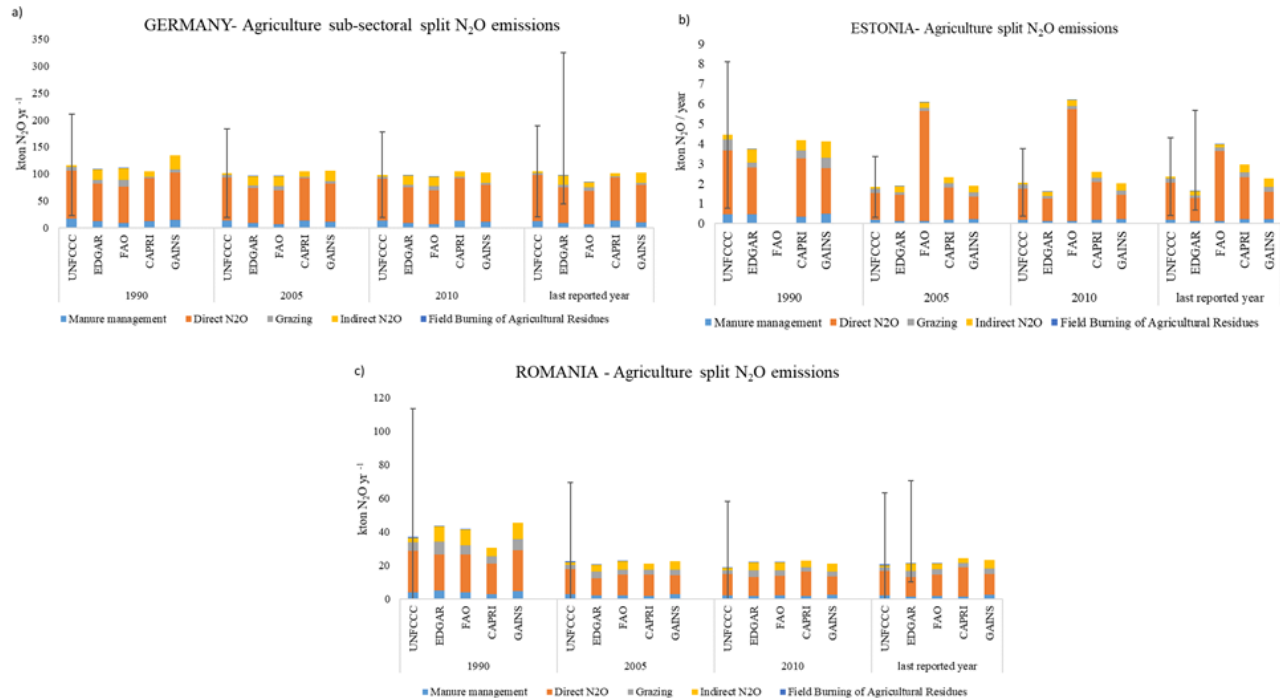 a)
GERMANY- Agriculture sub-sectoral split N₂O emissions
350
300
250
200
150
100
50
0
kton N₂O yr ⁻¹
UNFCCC EDGAR FAO CAPRI GAINS UNFCCC EDGAR FAO CAPRI GAINS UNFCCC EDGAR FAO CAPRI GAINS UNFCCC EDGAR FAO CAPRI GAINS
1990 2005 2010 last reported year
Manure management Direct N2O Grazing Indirect N2O Field Burning of Agricultural Residues
b)
ESTONIA- Agriculture split N₂O emissions
9
8
7
6
5
4
3
2
1
0
kton N₂O / year
UNFCCC EDGAR FAO CAPRI GAINS UNFCCC EDGAR FAO CAPRI GAINS UNFCCC EDGAR FAO CAPRI GAINS UNFCCC EDGAR FAO CAPRI GAINS
1990 2005 2010 last reported year
Manure management Direct N2O Grazing Indirect N2O Field Burning of Agricultural Residues
c)
ROMANIA - Agriculture split N₂O emissions
120
100
80
60
40
20
0
kton N₂O yr ⁻¹
UNFCCC EDGAR FAO CAPRI GAINS UNFCCC EDGAR FAO CAPRI GAINS UNFCCC EDGAR FAO CAPRI GAINS UNFCCC EDGAR FAO CAPRI GAINS
1990 2005 2010 last reported year
Manure management Direct N2O Grazing Indirect N2O Field Burning of Agricultural Residues